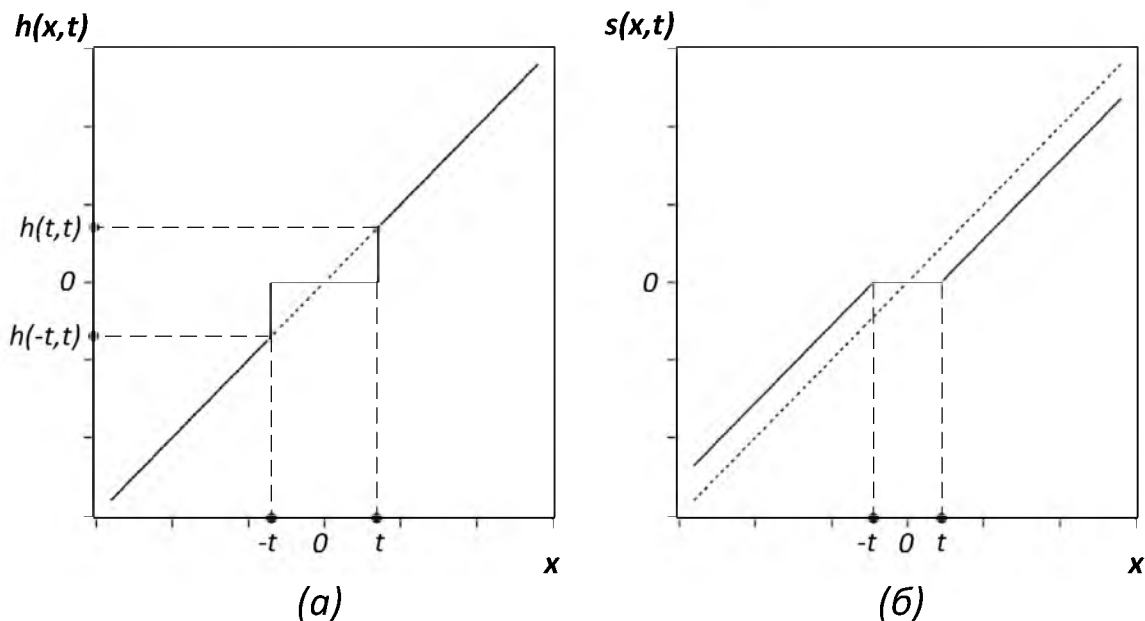 h(x,t)
h(t,t)
0
h(-t,t)
-t 0 t
x
(а)
s(x,t)
0
-t 0 t
x
(б)